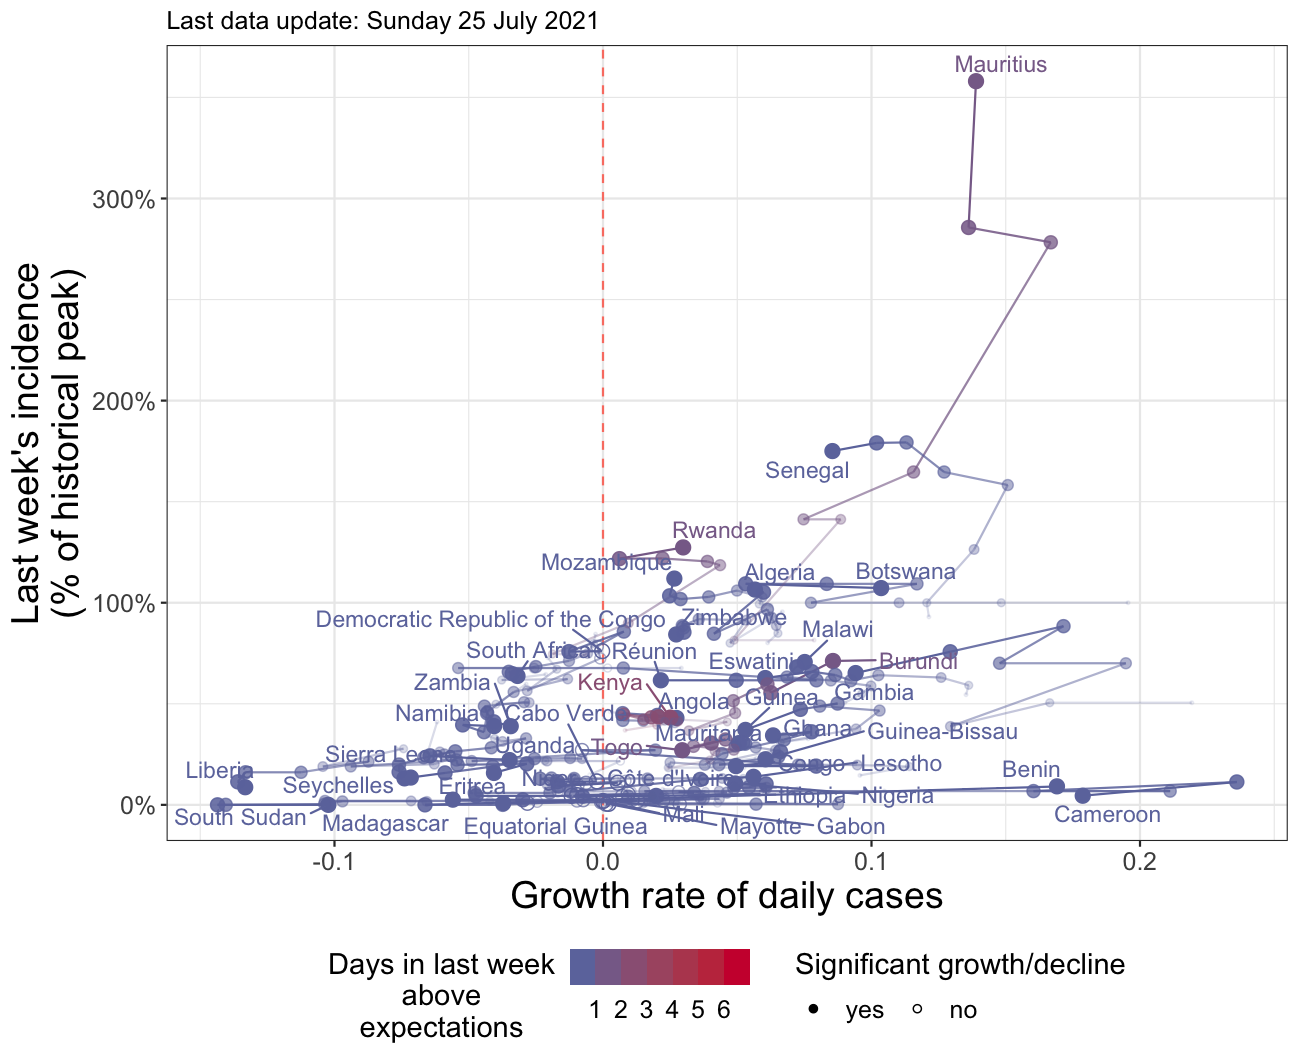 Last data update: Sunday 25 July 2021
Last week's incidence
(% of historical peak)
300%
200%
100%
0%
Mauritius
Senegal
Rwanda
Mozambique
Algeria
Botswana
Democratic Republic of the Congo
Zimbabwe
Malawi
South Africa
Réunion
Eswatini
Burundi
Zambia
Kenya
Angola
Guinea
Gambia
Namibia
Cabo Verde
Mauritania
Ghana
Guinea-Bissau
Sierra Leone
Uganda
Togo
Lesotho
Liberia
Seychelles
Eritrea
Côte d'Ivoire
Benin
Ethiopia
Nigeria
South Sudan
Madagascar
Equatorial Guinea
Mali
Mayotte
Gabon
Cameroon
-0.1
0.0
0.1
0.2
Growth rate of daily cases
Days in last week
above
expectations
1 2 3 4 5 6
Significant growth/decline
yes
no